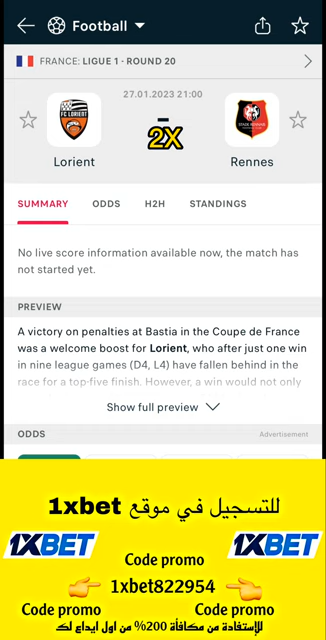 Football
FRANCE: LIGUE 1 - ROUND 20
27.01.2023 21:00
FC LORIENT
STADE RENNAIS
-
2X
Lorient
Rennes
SUMMARY ODDS H2H STANDINGS
No live score information available now, the match has
not started yet.
PREVIEW
A victory on penalties at Bastia in the Coupe de France
was a welcome boost for Lorient, who after just one win
in nine league games (D4, L4) have fallen behind in the
race for a top-five finish. However, a win would not only
Show full preview
ODDS
Advertisement
للتسجيل في موقع 1xbet
1XBET
1XBET
Code promo
👉 1xbet822954 👈
Code promo
Code promo
للإستفادة من مكافأة 200% من اول ايداع لك